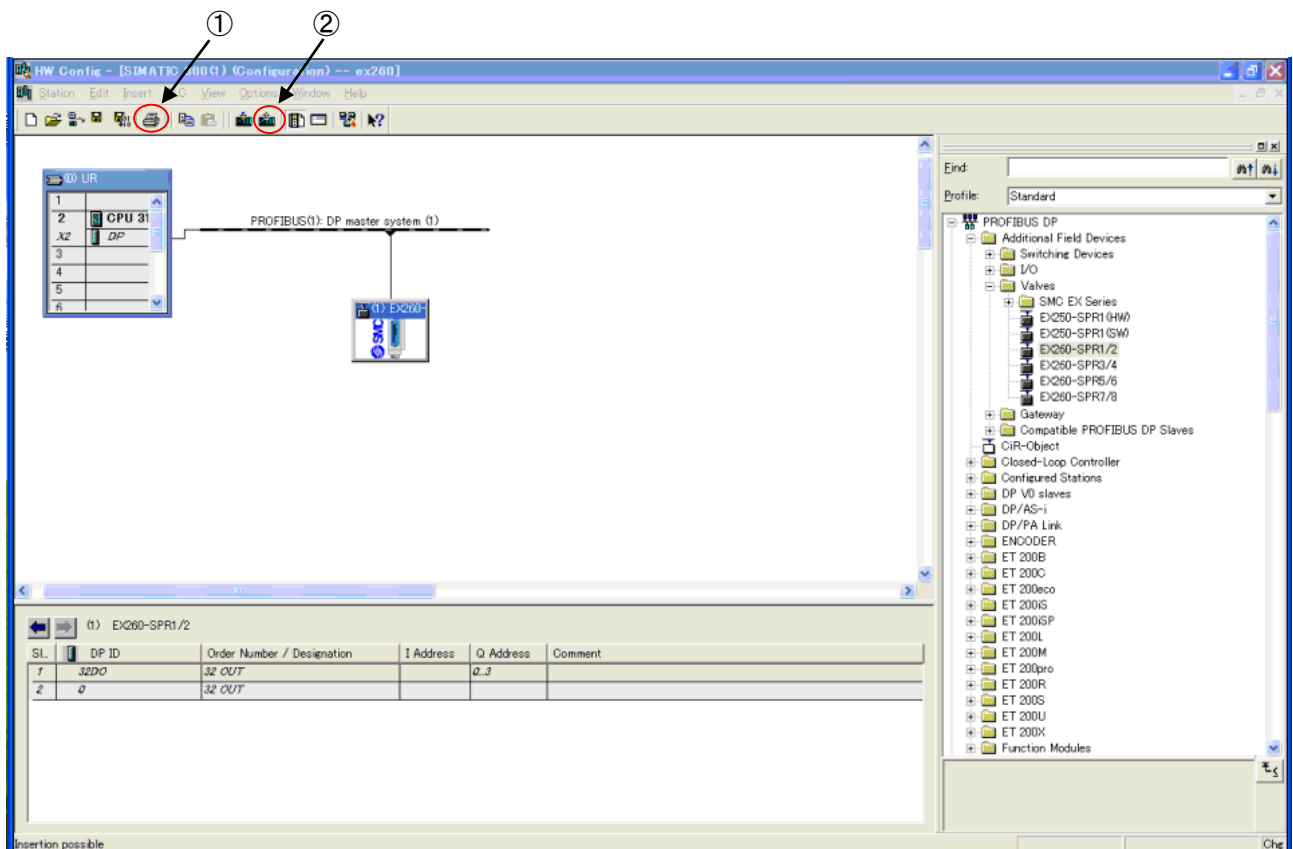 ① ②
HW Config - [SIMATIC 300(1) (Configuration) -- ex260]
Station Edit Insert View Options Window Help
(0) UR
1
2 CPU 31
X2 DP
3
4
5
6
PROFIBUS(1): DP master system (1)
(1) EX260-
SMC
(1) EX260-SPR1/2
SL. DP ID Order Number / Designation I Address Q Address Comment
1 32DO 32 OUT 0..3
2 0 32 OUT
Insertion possible
Find:
Profile: Standard
PROFIBUS DP
Additional Field Devices
Switching Devices
I/O
Valves
SMC EX Series
EX250-SPR1(HW)
EX250-SPR1(SW)
EX260-SPR1/2
EX260-SPR3/4
EX260-SPR5/6
EX260-SPR7/8
Gateway
Compatible PROFIBUS DP Slaves
CiR-Object
Closed-Loop Controller
Configured Stations
DP V0 slaves
DP/AS-i
DP/PA Link
ENCODER
ET 200B
ET 200C
ET 200eco
ET 200iS
ET 200iSP
ET 200L
ET 200M
ET 200pro
ET 200R
ET 200S
ET 200U
ET 200X
Function Modules
Chg